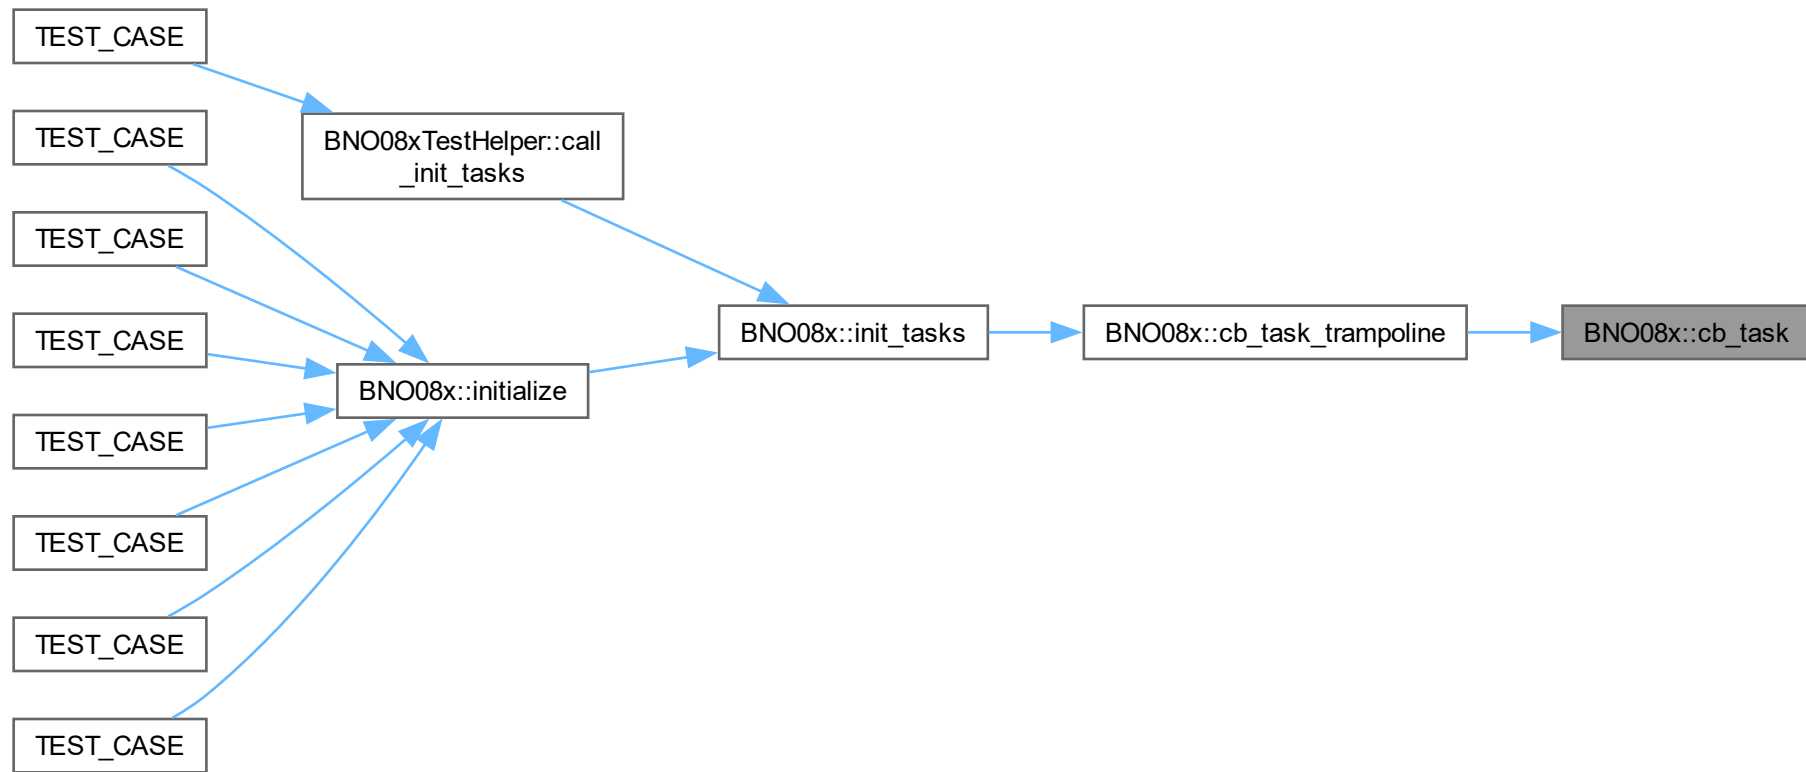 TEST_CASE
TEST_CASE
BNO08xTestHelper::call
_init_tasks
TEST_CASE
TEST_CASE
BNO08x::init_tasks
BNO08x::cb_task_trampoline
BNO08x::cb_task
BNO08x::initialize
TEST_CASE
TEST_CASE
TEST_CASE
TEST_CASE